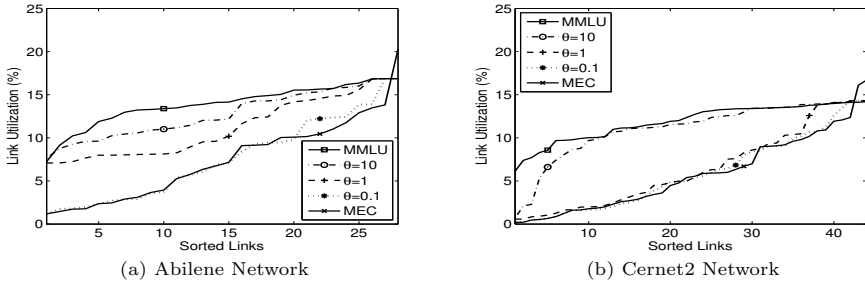 25
20
15
10
5
0
Link Utilization (%)
5 10 15 20 25
Sorted Links
MMLU
θ=10
θ=1
θ=0.1
MEC
(a) Abilene Network
25
20
15
10
5
0
Link Utilization (%)
10 20 30 40
Sorted Links
MMLU
θ=10
θ=1
θ=0.1
MEC
(b) Cernet2 Network